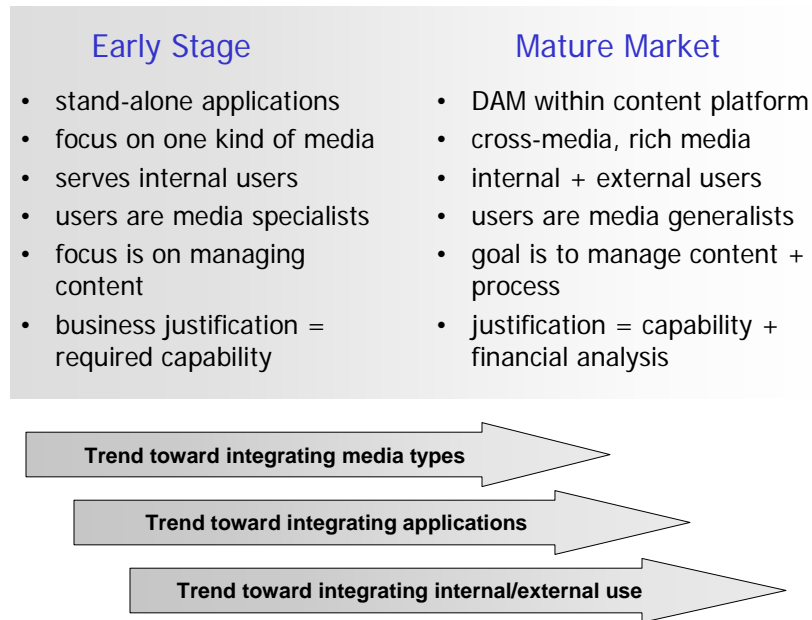 Early Stage
• stand-alone applications
• focus on one kind of media
• serves internal users
• users are media specialists
• focus is on managing
content
• business justification =
required capability
Mature Market
• DAM within content platform
• cross-media, rich media
• internal + external users
• users are media generalists
• goal is to manage content +
process
• justification = capability +
financial analysis
Trend toward integrating media types
Trend toward integrating applications
Trend toward integrating internal/external use